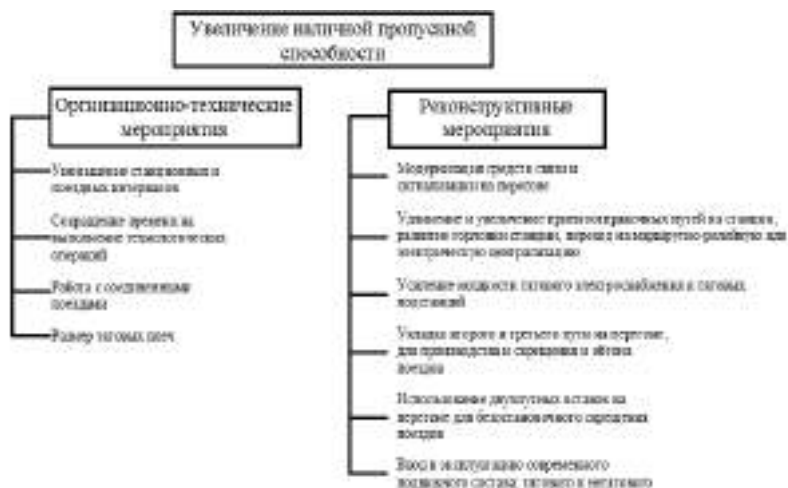 Увеличение наличной пропускной
способности
Организационно-технические
мероприятия
Уменьшение станционных и
поездных интервалов
Сокращение времени на
выполнение технологических
операций
Работа с соединенными
поездами
Размер тяговых плеч
Реконструктивные
мероприятия
Модернизация средств связи и
сигнализации на перегоне
Удлинение и увеличение приемоотправочных путей на станции,
развитие горловин станции, переход на маршрутно-релейную или
электрическую централизацию
Усиление мощности тягового электроснабжения и тяговых
подстанций
Укладка второго и третьего пути на перегоне,
для производства и скрещения и обгона
поездов
Использование двухпутных вставок на
перегоне для безостановочного скрещения
поездов
Ввод в эксплуатацию современного
подвижного состава: тягового и нетягового